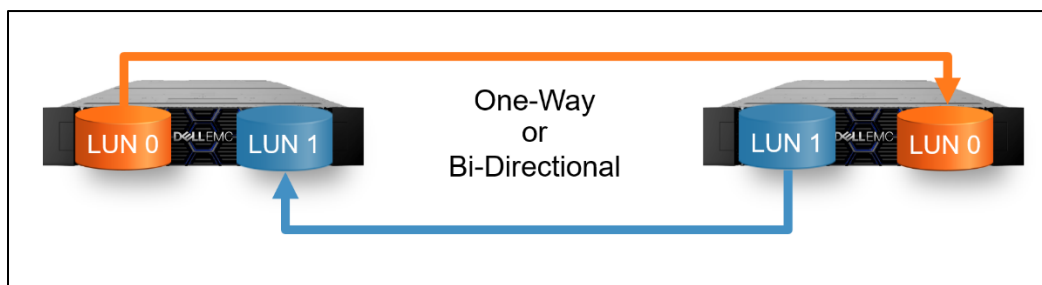 One-Way
or
Bi-Directional
LUN 0
DELLEMC
LUN 1
LUN 1
DELLEMC
LUN 0